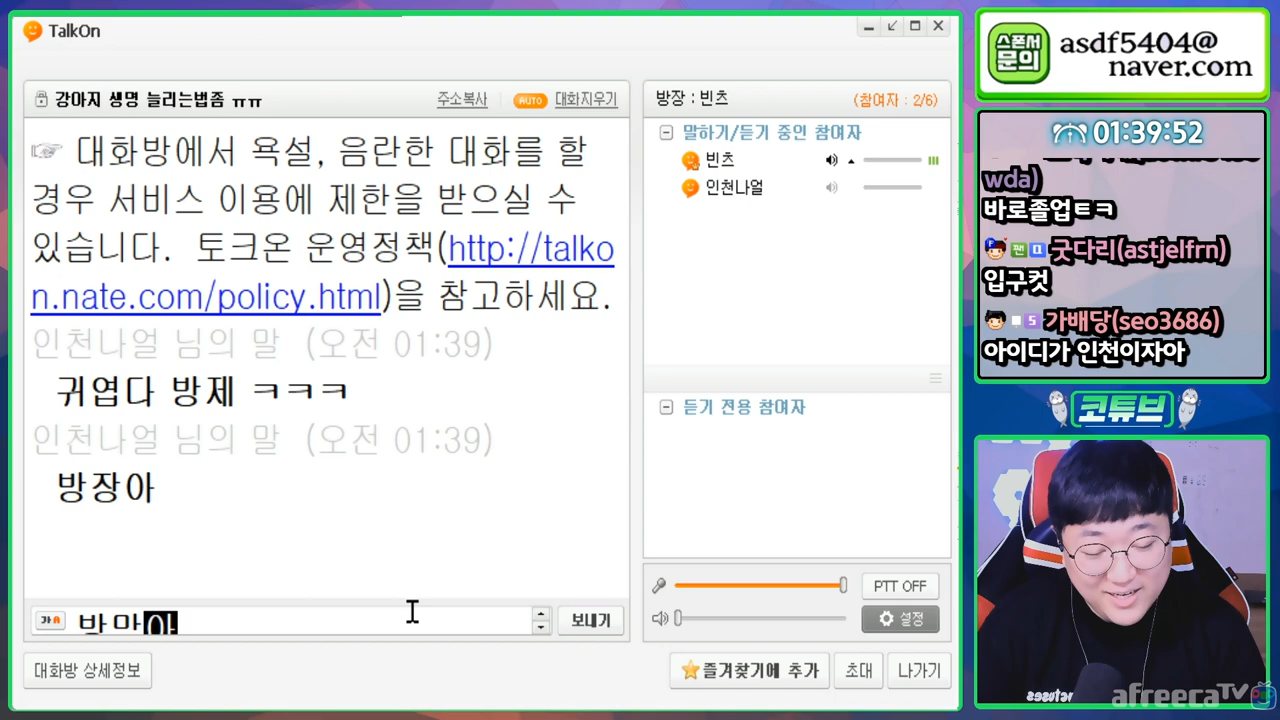 TalkOn
강아지 생명 늘리는법좀 ㅠㅠ
주소복사
AUTO 대화지우기
☞ 대화방에서 욕설, 음란한 대화를 할
경우 서비스 이용에 제한을 받으실 수
있습니다. 토크온 운영정책(http://talko
n.nate.com/policy.html)을 참고하세요.
인천나얼 님의 말 (오전 01:39)
귀엽다 방제 ㅋㅋㅋ
인천나얼 님의 말 (오전 01:39)
방장아
가
보내기
대화방 상세정보
방장 : 빈츠
(참여자 : 2/6)
말하기/듣기 중인 참여자
빈츠
인천나얼
듣기 전용 참여자
PTT OFF
설정
즐겨찾기에 추가
초대
나가기
스폰서
문의
asdf5404@
naver.com
01:39:52
wda)
바로졸업ㅌㅋ
팬 굿다리(astjelfrn)
입구컷
S 가배당(seo3686)
아이디가 인천이자아
코튜브
afreecaTV